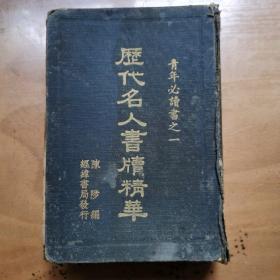 青年必讀書之一
歷代名人書牘精華
陳陟編
經緯書局發行